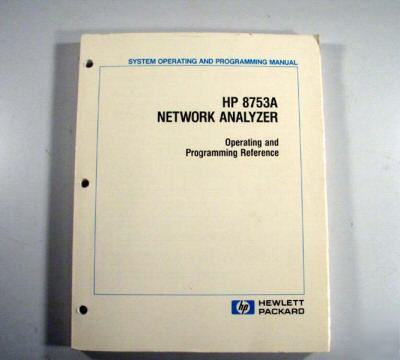 SYSTEM OPERATING AND PROGRAMMING MANUAL
HP 8753A
NETWORK ANALYZER
Operating and
Programming Reference
hp HEWLETT
PACKARD